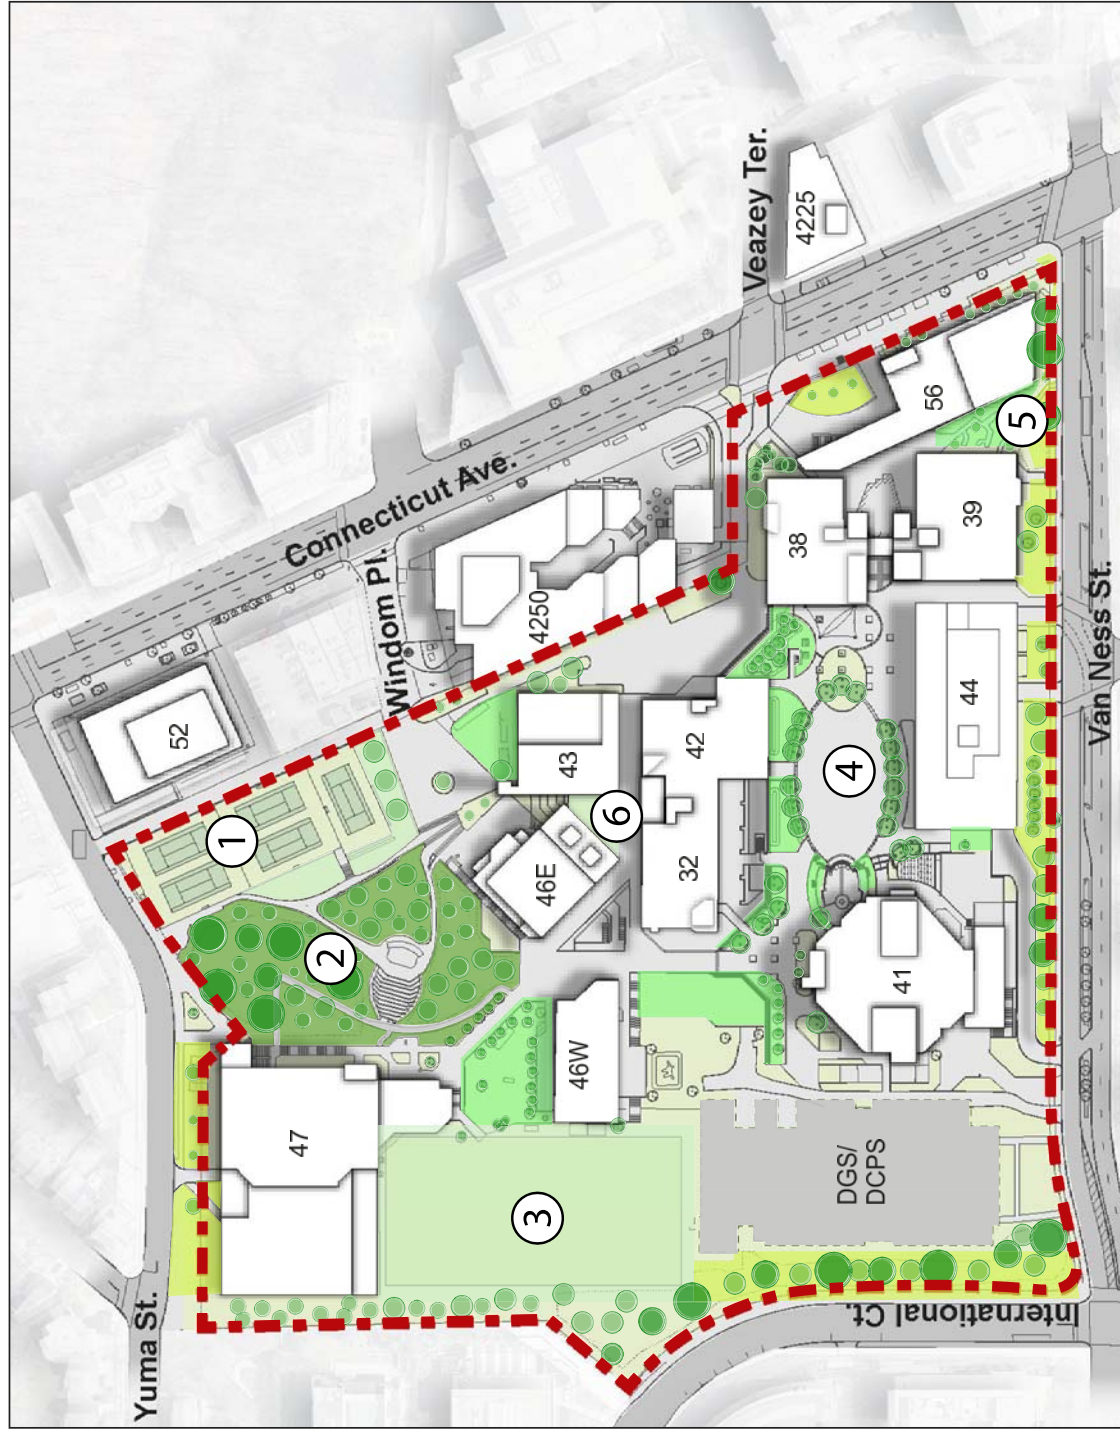 Yuma St.
Connecticut Ave.
Windom Pl.
Veazey Ter.
Van Ness St.
International Ct.
52
4250
4225
1
2
3
4
5
6
47
46W
46E
43
42
32
38
39
56
44
41
DGS/
DCPS